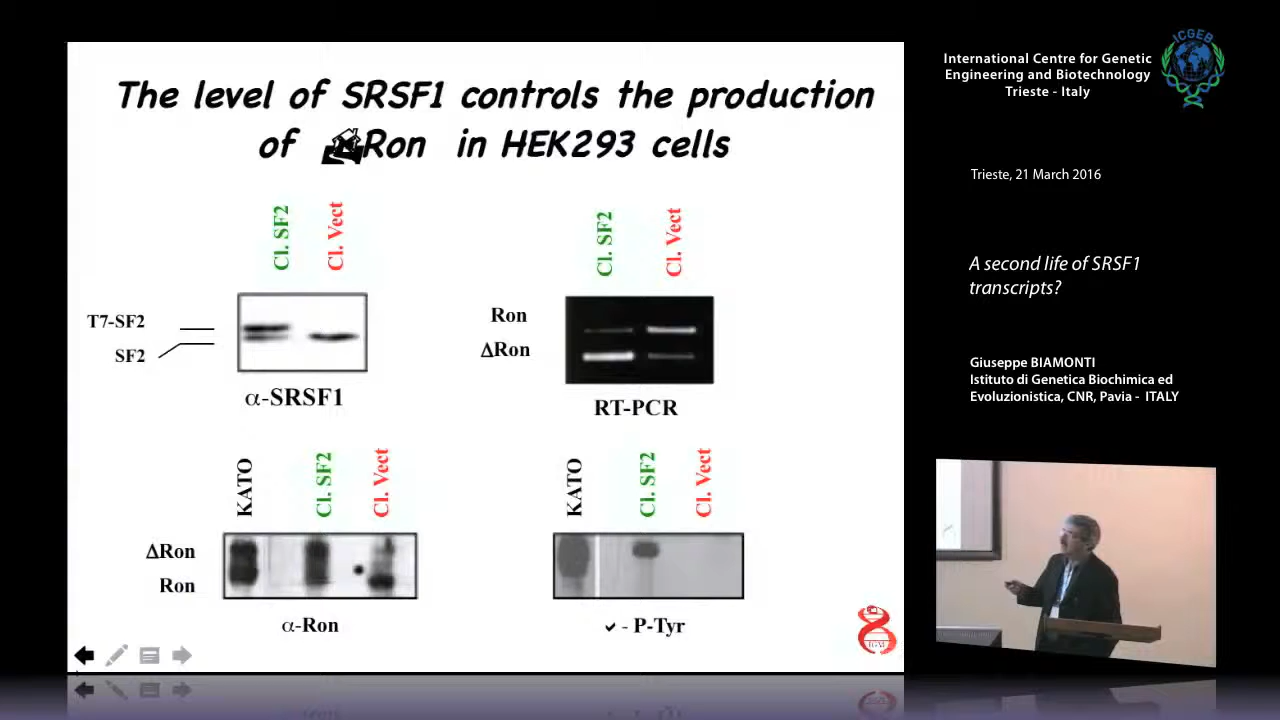 The level of SRSF1 controls the production
of Ron in HEK293 cells
Cl. SF2
Cl. Vect
T7-SF2
SF2
α-SRSF1
Cl. SF2
Cl. Vect
Ron
ΔRon
RT-PCR
KATO
Cl. SF2
Cl. Vect
ΔRon
Ron
α-Ron
KATO
Cl. SF2
Cl. Vect
- P-Tyr
IGM
International Centre for Genetic
Engineering and Biotechnology
Trieste - Italy
ICGEB
Trieste, 21 March 2016
A second life of SRSF1
transcripts?
Giuseppe BIAMONTI
Istituto di Genetica Biochimica ed
Evoluzionistica, CNR, Pavia - ITALY